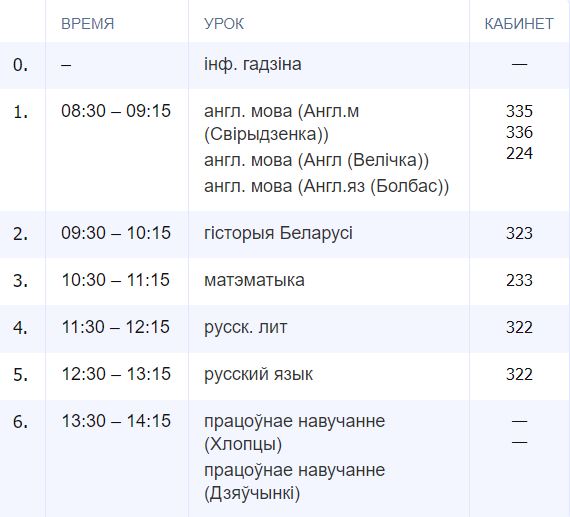 ВРЕМЯ УРОК КАБИНЕТ
0. – інф. гадзіна —
1. 08:30 – 09:15 англ. мова (Англ.м 335
(Свірыдзенка)) 336
англ. мова (Англ (Велічка)) 224
англ. мова (Англ.яз (Болбас))
2. 09:30 – 10:15 гісторыя Беларусі 323
3. 10:30 – 11:15 матэматыка 233
4. 11:30 – 12:15 русск. лит 322
5. 12:30 – 13:15 русский язык 322
6. 13:30 – 14:15 працоўнае навучанне —
(Хлопцы) —
працоўнае навучанне
(Дзяўчынкі)